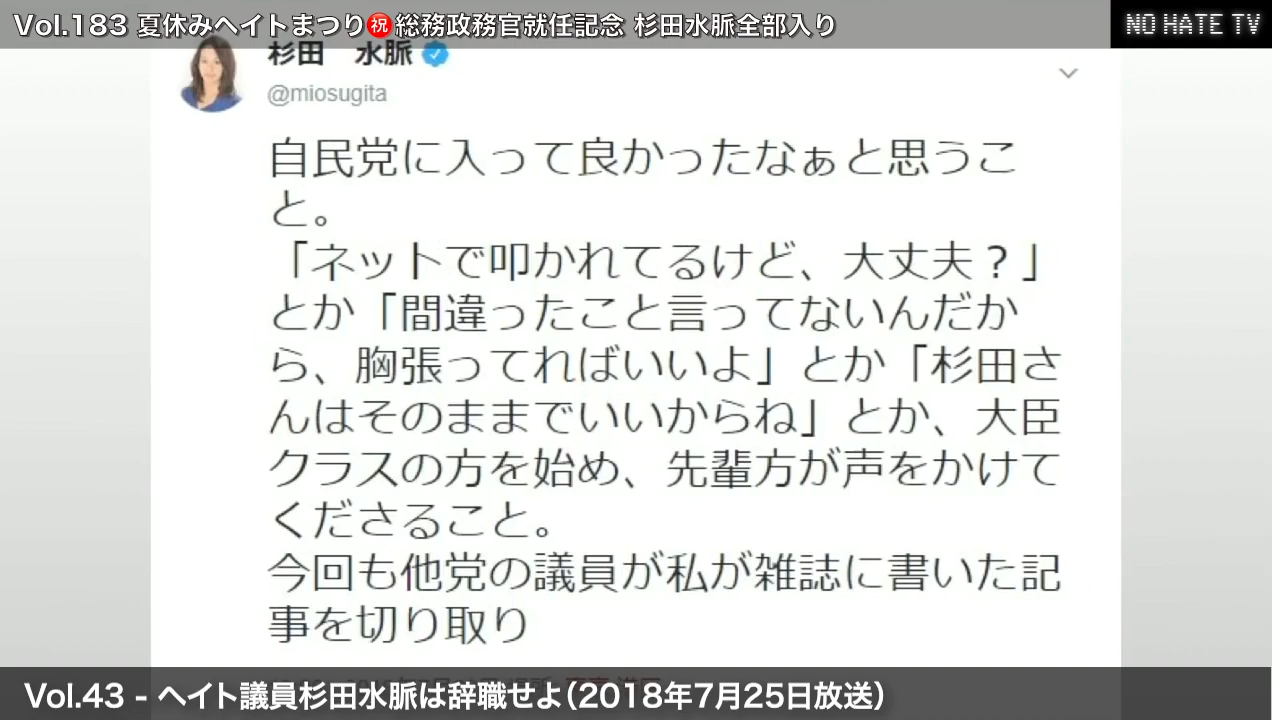 Vol.183 夏休みヘイトまつり㊗総務政務官就任記念 杉田水脈全部入り
NO HATE TV
杉田 水脈
@miosugita
自民党に入って良かったなぁと思うこ
と。
「ネットで叩かれてるけど、大丈夫？」
とか「間違ったこと言ってないんだか
ら、胸張ってればいいよ」とか「杉田さ
んはそのままでいいからね」とか、大臣
クラスの方を始め、先輩方が声をかけて
くださること。
今回も他党の議員が私が雑誌に書いた記
事を切り取り
Vol.43 - ヘイト議員杉田水脈は辞職せよ（2018年7月25日放送）